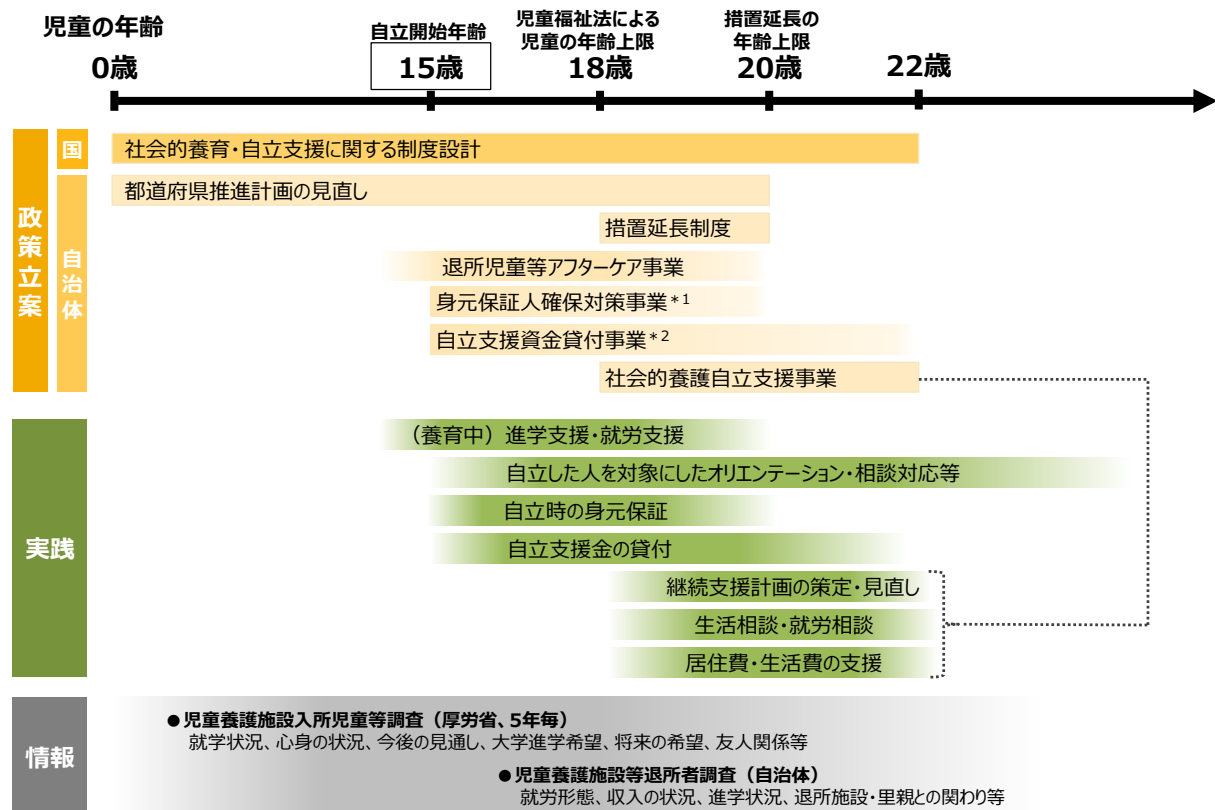 児童の年齢
0歳
自立開始年齢
15歳
児童福祉法による
児童の年齢上限
18歳
措置延長の
年齢上限
20歳
22歳
政策立案
国
社会的養育・自立支援に関する制度設計
自治体
都道府県推進計画の見直し
措置延長制度
退所児童等アフターケア事業
身元保証人確保対策事業*1
自立支援資金貸付事業*2
社会的養護自立支援事業
実践
（養育中）進学支援・就労支援
自立した人を対象にしたオリエンテーション・相談対応等
自立時の身元保証
自立支援金の貸付
継続支援計画の策定・見直し
生活相談・就労相談
居住費・生活費の支援
情報
●児童養護施設入所児童等調査（厚労省、5年毎）
就学状況、心身の状況、今後の見通し、大学進学希望、将来の希望、友人関係等
●児童養護施設等退所者調査（自治体）
就労形態、収入の状況、進学状況、退所施設・里親との関わり等